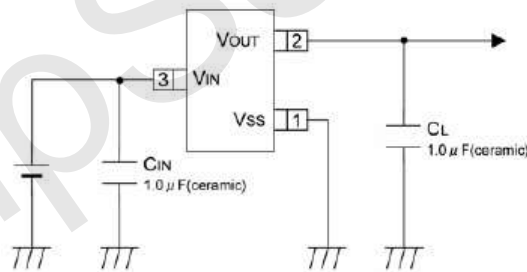 VOUT 2
3 VIN
VSS 1
CIN
1.0 μ F(ceramic)
CL
1.0 μ F(ceramic)